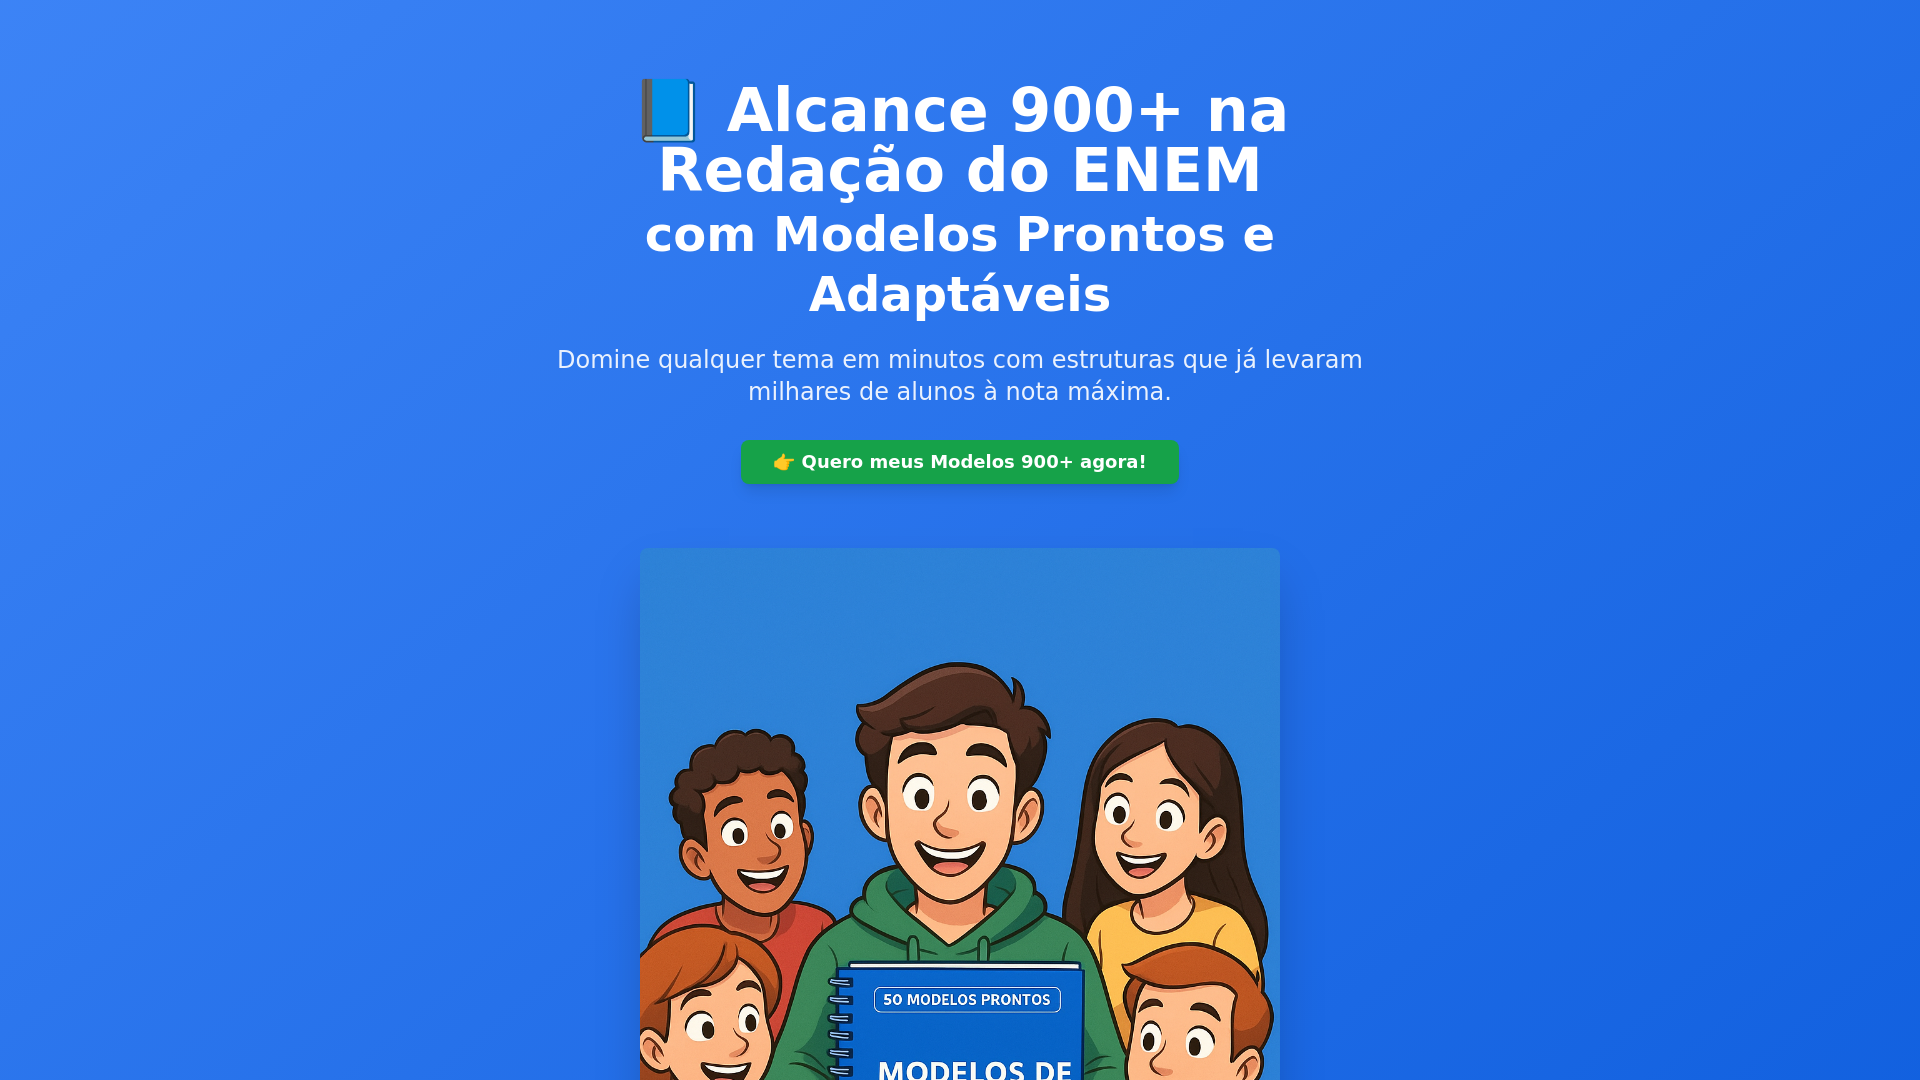 📘 Alcance 900+ na
Redação do ENEM
com Modelos Prontos e
Adaptáveis
Domine qualquer tema em minutos com estruturas que já levaram
milhares de alunos à nota máxima.
👉 Quero meus Modelos 900+ agora!
50 MODELOS PRONTOS
MODELOS DE